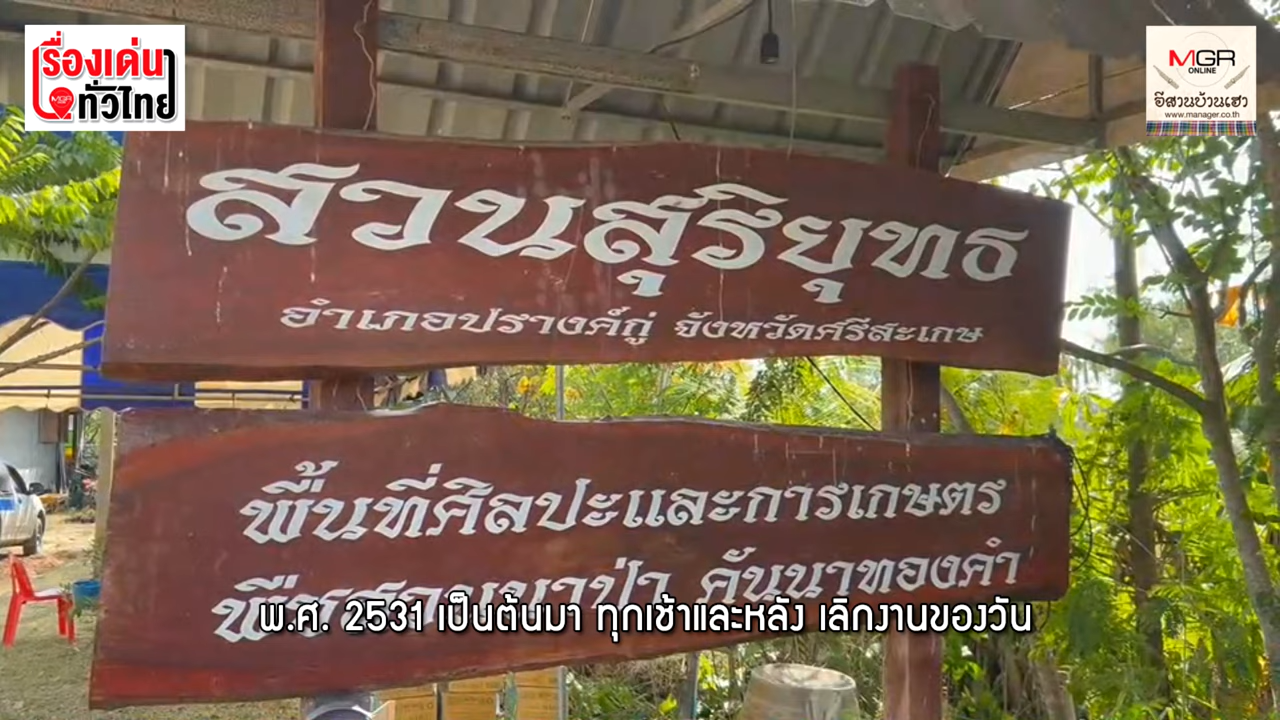 เรื่องเด่น
MGR
ทั่วไทย
MGR
ONLINE
อีสานบ้านเฮา
www.manager.co.th
สวนสุริยุทธ
อำเภอปรางค์กู่ จังหวัดศรีสะเกษ
พื้นที่ศิลปะและการเกษตร
คันนาทองคำ
พ.ศ. 2531 เป็นต้นมา ทุกเช้าและหลัง เลิกงานของวัน